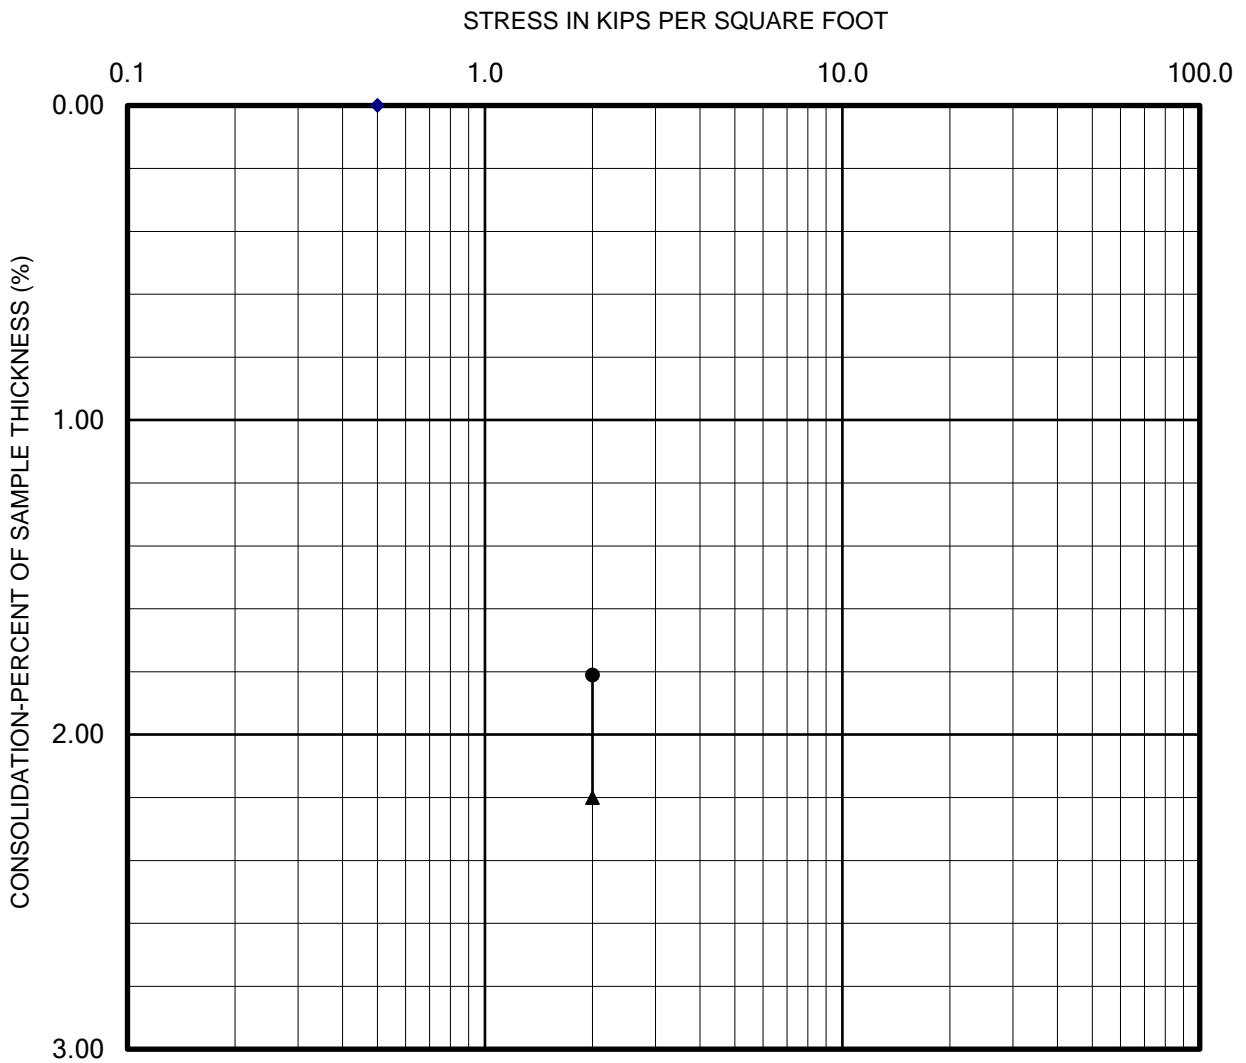 STRESS IN KIPS PER SQUARE FOOT
0.1 1.0 10.0 100.0
0.00
1.00
2.00
3.00
CONSOLIDATION-PERCENT OF SAMPLE THICKNESS (%)